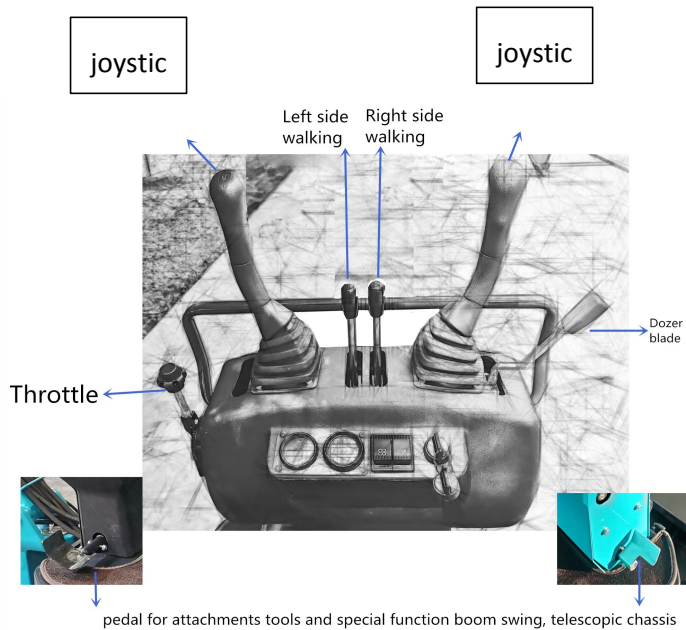 joystic
joystic
Left side
walking
Right side
walking
Dozer
blade
Throttle
pedal for attachments tools and special function boom swing, telescopic chassis